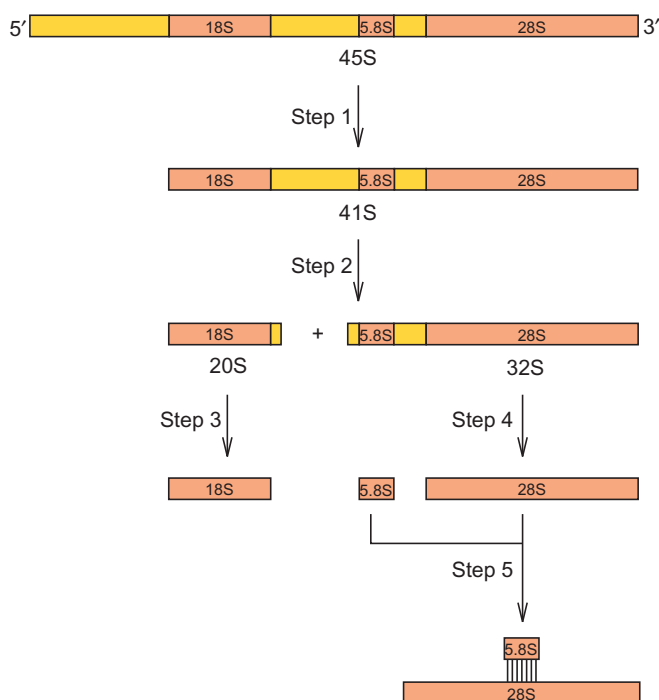 5′ 18S 5.8S 28S 3′
45S
Step 1
18S 5.8S 28S
41S
Step 2
18S + 5.8S 28S
20S 32S
Step 3 Step 4
18S 5.8S 28S
Step 5
5.8S
28S